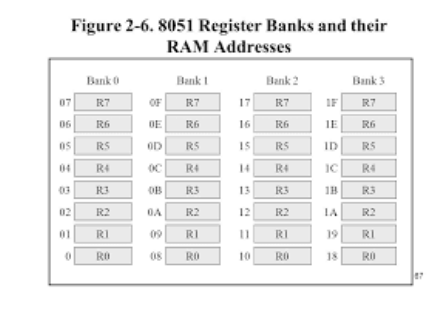 Figure 2-6. 8051 Register Banks and their
RAM Addresses
Bank 0 Bank 1 Bank 2 Bank 3
07 R7 0F R7 17 R7 1F R7
06 R6 0E R6 16 R6 1E R6
05 R5 0D R5 15 R5 1D R5
04 R4 0C R4 14 R4 1C R4
03 R3 0B R3 13 R3 1B R3
02 R2 0A R2 12 R2 1A R2
01 R1 09 R1 11 R1 19 R1
0 R0 08 R0 10 R0 18 R0